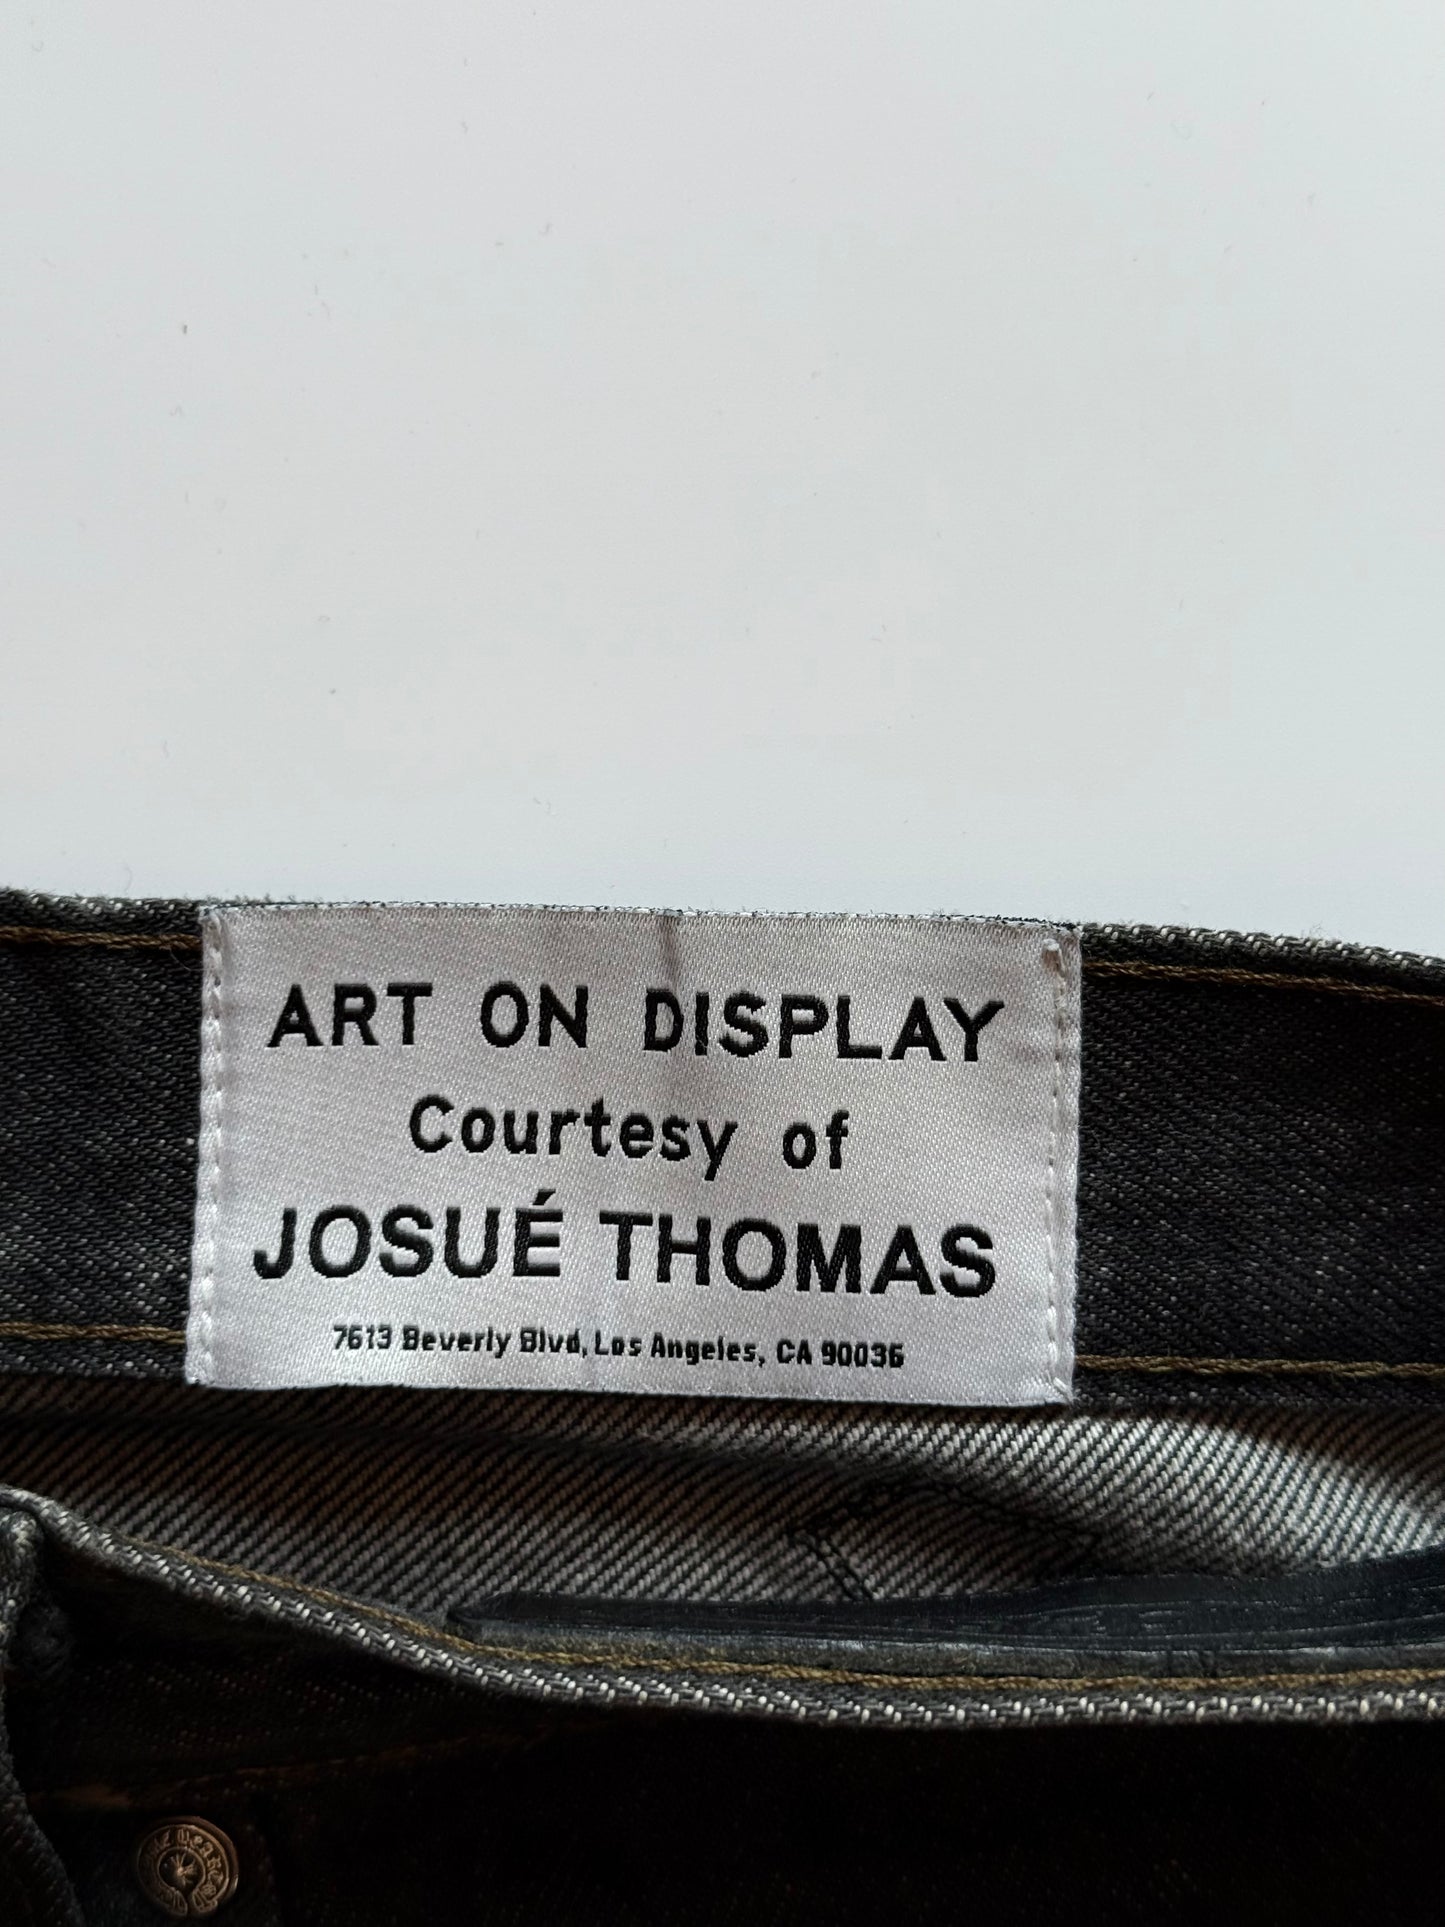 ART ON DISPLAY
Courtesy of
JOSUÉ THOMAS
7613 Beverly Blvd, Los Angeles, CA 90036